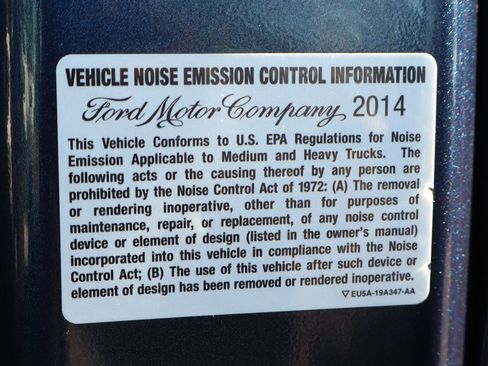 VEHICLE NOISE EMISSION CONTROL INFORMATION
Ford Motor Company 2014
This Vehicle Conforms to U.S. EPA Regulations for Noise
Emission Applicable to Medium and Heavy Trucks. The
following acts or the causing thereof by any person are
prohibited by the Noise Control Act of 1972: (A) The removal
or rendering inoperative, other than for purposes of
maintenance, repair, or replacement, of any noise control
device or element of design (listed in the owner's manual)
incorporated into this vehicle in compliance with the Noise
Control Act; (B) The use of this vehicle after such device or
element of design has been removed or rendered inoperative.
▽ EU5A-19A347-AA